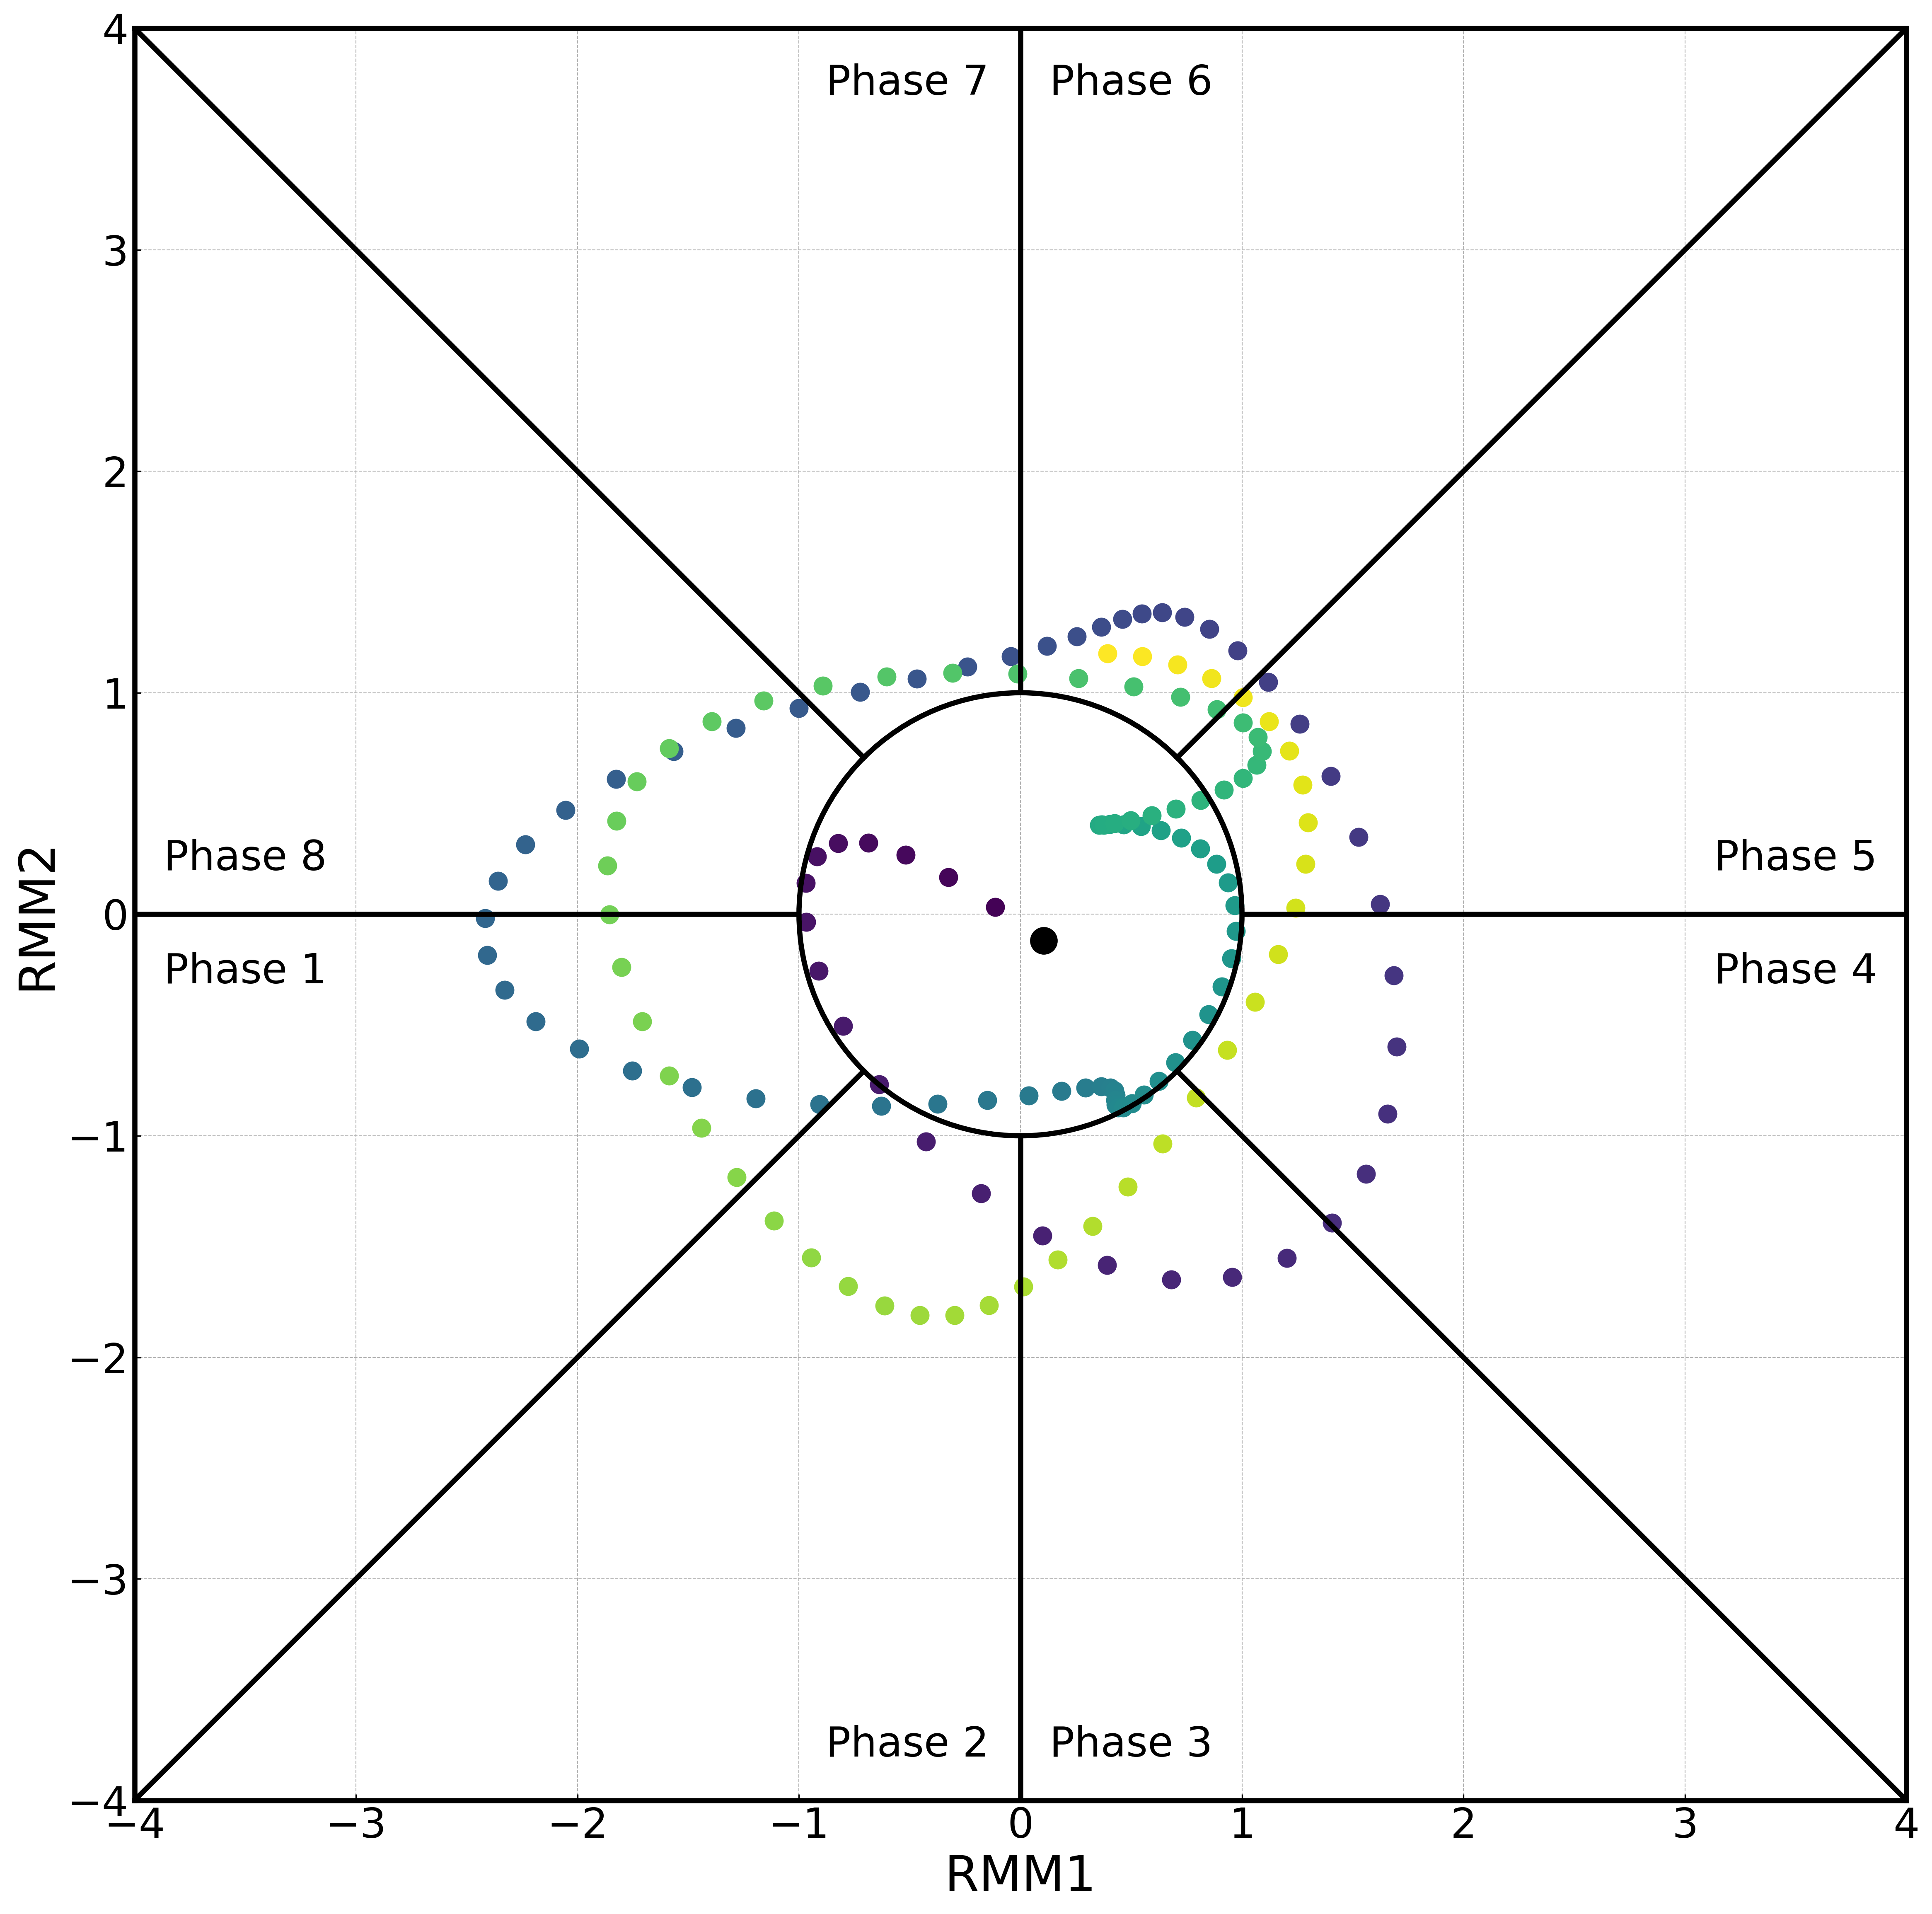 4
Phase 7 Phase 6
3
2
1
Phase 8 Phase 5
0
Phase 1 Phase 4
−1
−2
−3
Phase 2 Phase 3
−4
−4 −3 −2 −1 0 1 2 3 4
RMM1
RMM2